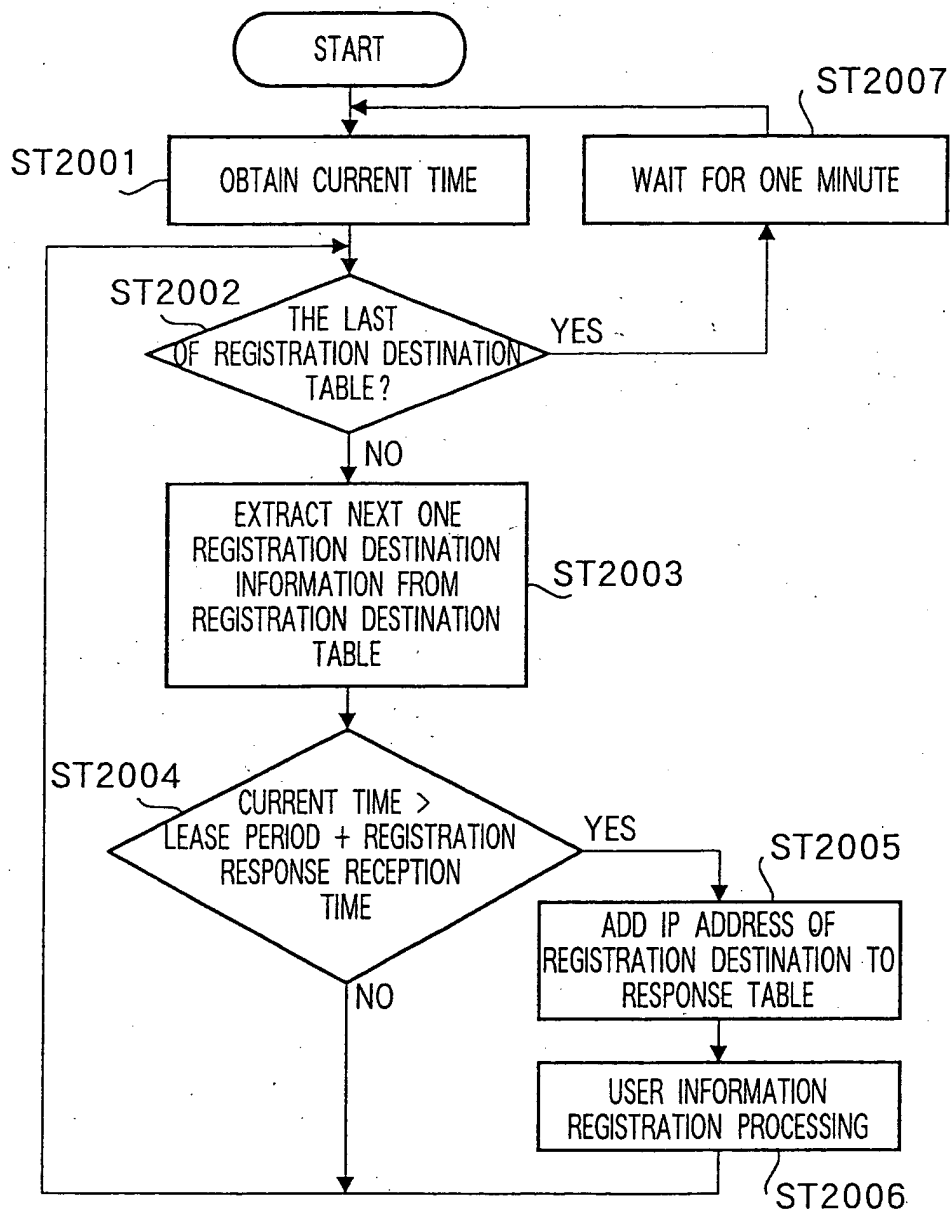 START
ST2007
ST2001
OBTAIN CURRENT TIME
WAIT FOR ONE MINUTE
ST2002
THE LAST
OF REGISTRATION DESTINATION
TABLE?
YES
NO
EXTRACT NEXT ONE
REGISTRATION DESTINATION
INFORMATION FROM
REGISTRATION DESTINATION
TABLE
ST2003
ST2004
CURRENT TIME >
LEASE PERIOD + REGISTRATION
RESPONSE RECEPTION
TIME
YES
ST2005
ADD IP ADDRESS OF
REGISTRATION DESTINATION TO
RESPONSE TABLE
NO
USER INFORMATION
REGISTRATION PROCESSING
ST2006